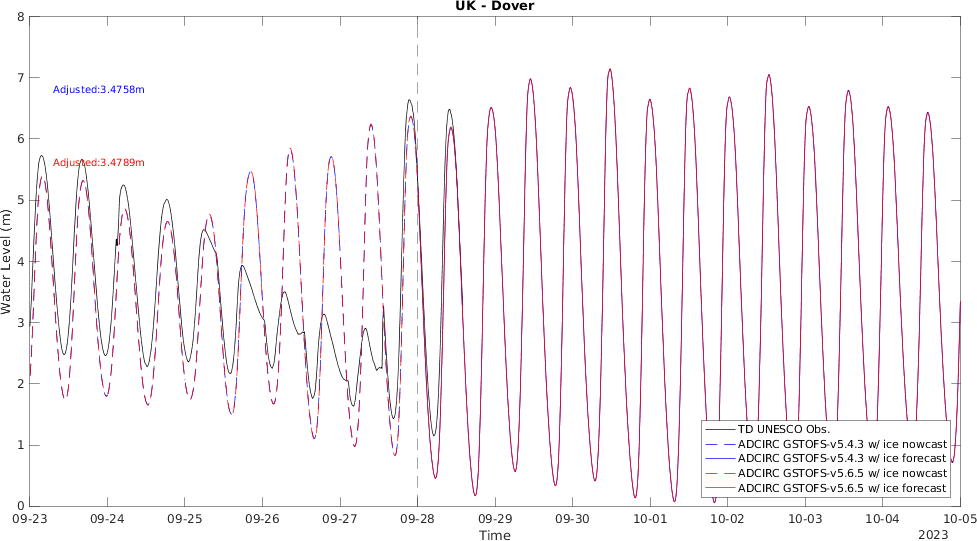 UK - Dover
8
7
6
5
4
3
2
1
0
Water Level (m)
Adjusted:3.4758m
Adjusted:3.4789m
TD UNESCO Obs.
ADCIRC GSTOFS-v5.4.3 w/ ice nowcast
ADCIRC GSTOFS-v5.4.3 w/ ice forecast
ADCIRC GSTOFS-v5.6.5 w/ ice nowcast
ADCIRC GSTOFS-v5.6.5 w/ ice forecast
09-23 09-24 09-25 09-26 09-27 09-28 09-29 09-30 10-01 10-02 10-03 10-04 10-05
Time 2023